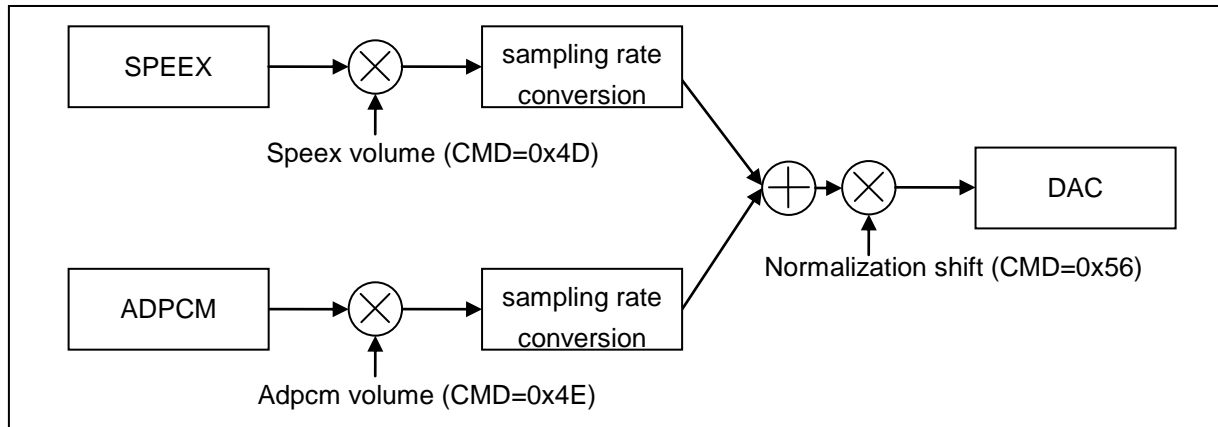 SPEEX
sampling rate
conversion
Speex volume (CMD=0x4D)
DAC
Normalization shift (CMD=0x56)
ADPCM
sampling rate
conversion
Adpcm volume (CMD=0x4E)